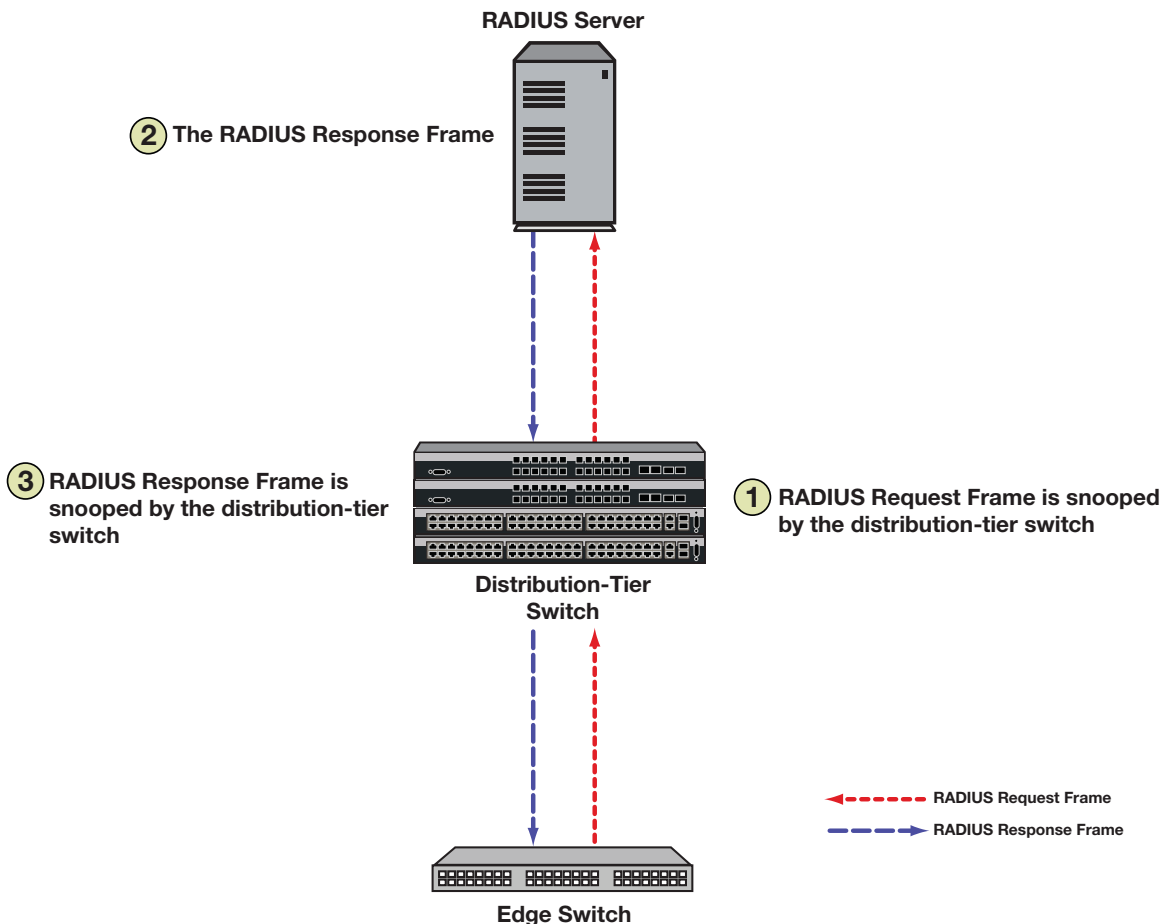 RADIUS Server
2 The RADIUS Response Frame
3 RADIUS Response Frame is
snooped by the distribution-tier
switch
1 RADIUS Request Frame is snooped
by the distribution-tier switch
Distribution-Tier
Switch
RADIUS Request Frame
RADIUS Response Frame
Edge Switch